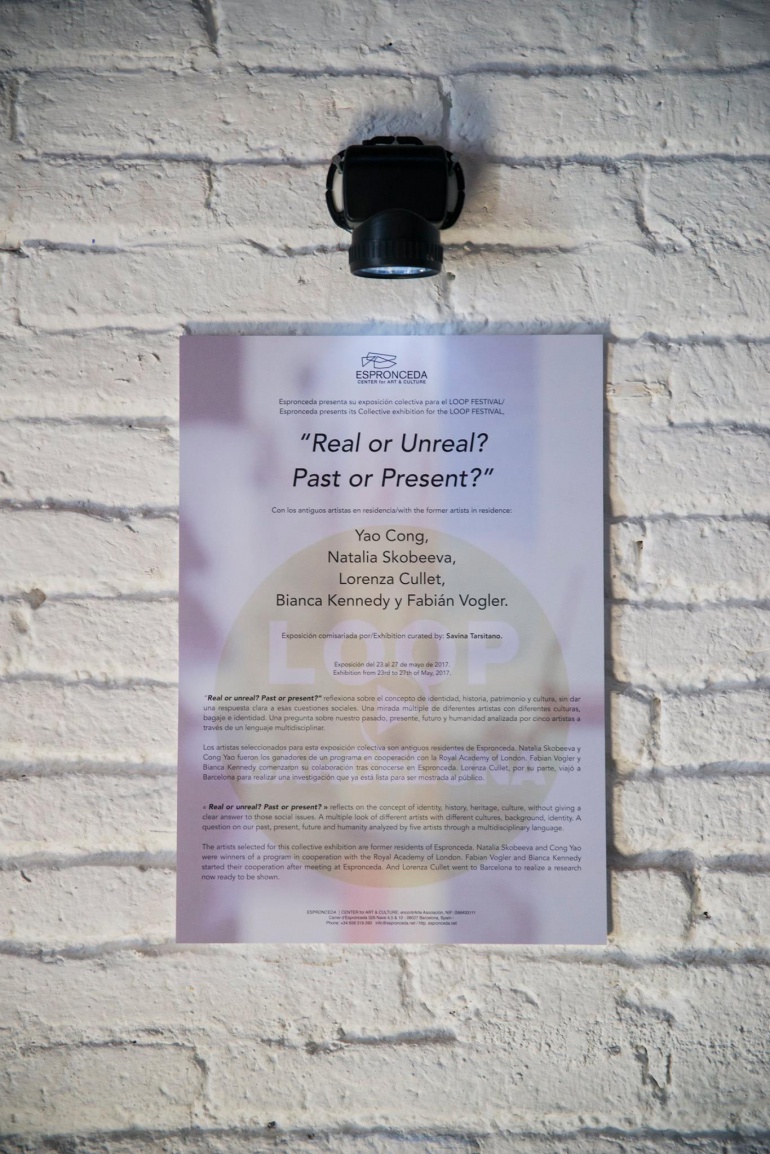 ESPRONCEDA
CENTER for ART & CULTURE
Espronceda presenta su exposición colectiva para el LOOP FESTIVAL/
Espronceda presents its Collective exhibition for the LOOP FESTIVAL,
“Real or Unreal?
Past or Present?”
Con los antiguos artistas en residencia/with the former artists in residence:
Yao Cong,
Natalia Skobeeva,
Lorenza Cullet,
Bianca Kennedy y Fabián Vogler.
LOOP
Exposición comisariada por/Exhibition curated by: Savina Tarsitano.
Exposición del 23 al 27 de mayo de 2017.
Exhibition from 23rd to 27th of May, 2017.
“Real or unreal? Past or present?” reflexiona sobre el concepto de identidad, historia, patrimonio y cultura, sin dar
una respuesta clara a esas cuestiones sociales. Una mirada múltiple de diferentes artistas con diferentes culturas,
bagaje e identidad. Una pregunta sobre nuestro pasado, presente, futuro y humanidad analizada por cinco artistas a
través de un lenguaje multidisciplinar.
Los artistas seleccionados para esta exposición colectiva son antiguos residentes de Espronceda. Natalia Skobeeva y
Cong Yao fueron los ganadores de un programa en cooperación con la Royal Academy of London. Fabian Vogler y
Bianca Kennedy comenzaron su colaboración tras conocerse en Espronceda. Lorenza Cullet, por su parte, viajó a
Barcelona para realizar una investigación que ya está lista para ser mostrada al público.
« Real or unreal? Past or present? » reflects on the concept of identity, history, heritage, culture, without giving a
clear answer to those social issues. A multiple look of different artists with different cultures, background, identity. A
question on our past, present, future and humanity analyzed by five artists through a multidisciplinary language.
The artists selected for this collective exhibition are former residents of Espronceda. Natalia Skobeeva and Cong Yao
were winners of a program in cooperation with the Royal Academy of London. Fabian Vogler and Bianca Kennedy
started their cooperation after meeting at Espronceda. And Lorenza Cullet went to Barcelona to realize a research
now ready to be shown.
ESPRONCEDA | CENTER for ART & CULTURE,